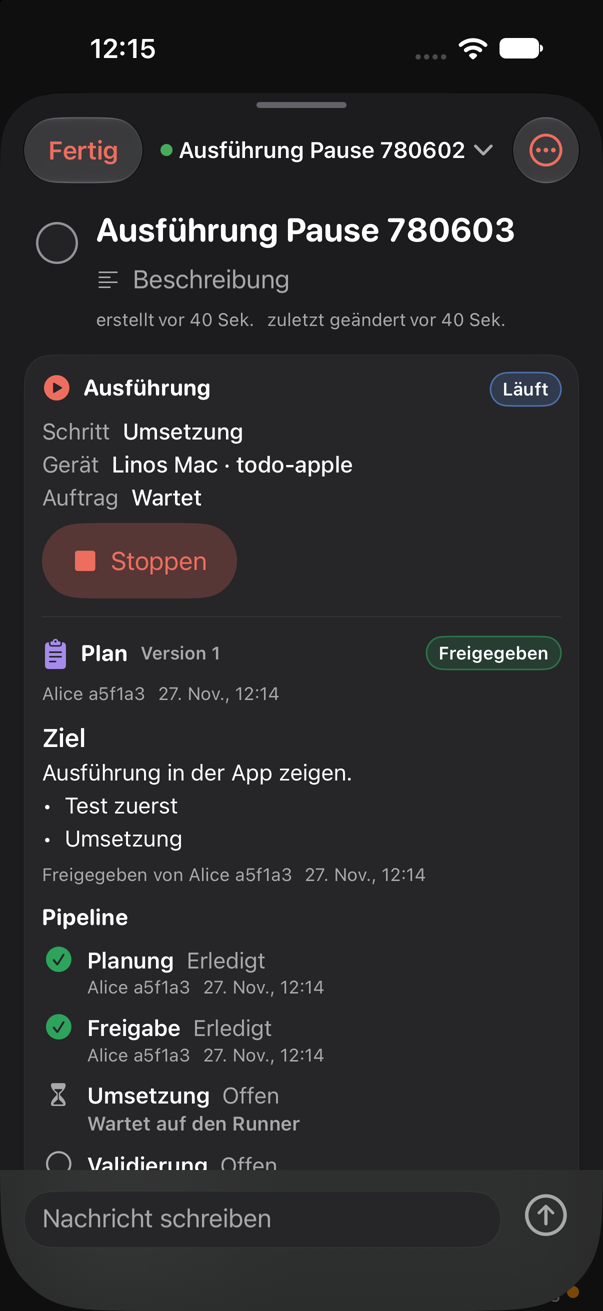 12:15
Fertig
Ausführung Pause 780602
Ausführung Pause 780603
Beschreibung
erstellt vor 40 Sek. zuletzt geändert vor 40 Sek.
Ausführung Läuft
Schritt Umsetzung
Gerät Linos Mac · todo-apple
Auftrag Wartet
Stoppen
Plan Version 1 Freigegeben
Alice a5f1a3 27. Nov., 12:14
Ziel
Ausführung in der App zeigen.
• Test zuerst
• Umsetzung
Freigegeben von Alice a5f1a3 27. Nov., 12:14
Pipeline
Planung Erledigt
Alice a5f1a3 27. Nov., 12:14
Freigabe Erledigt
Alice a5f1a3 27. Nov., 12:14
Umsetzung Offen
Wartet auf den Runner
Validierung Offen
Nachricht schreiben